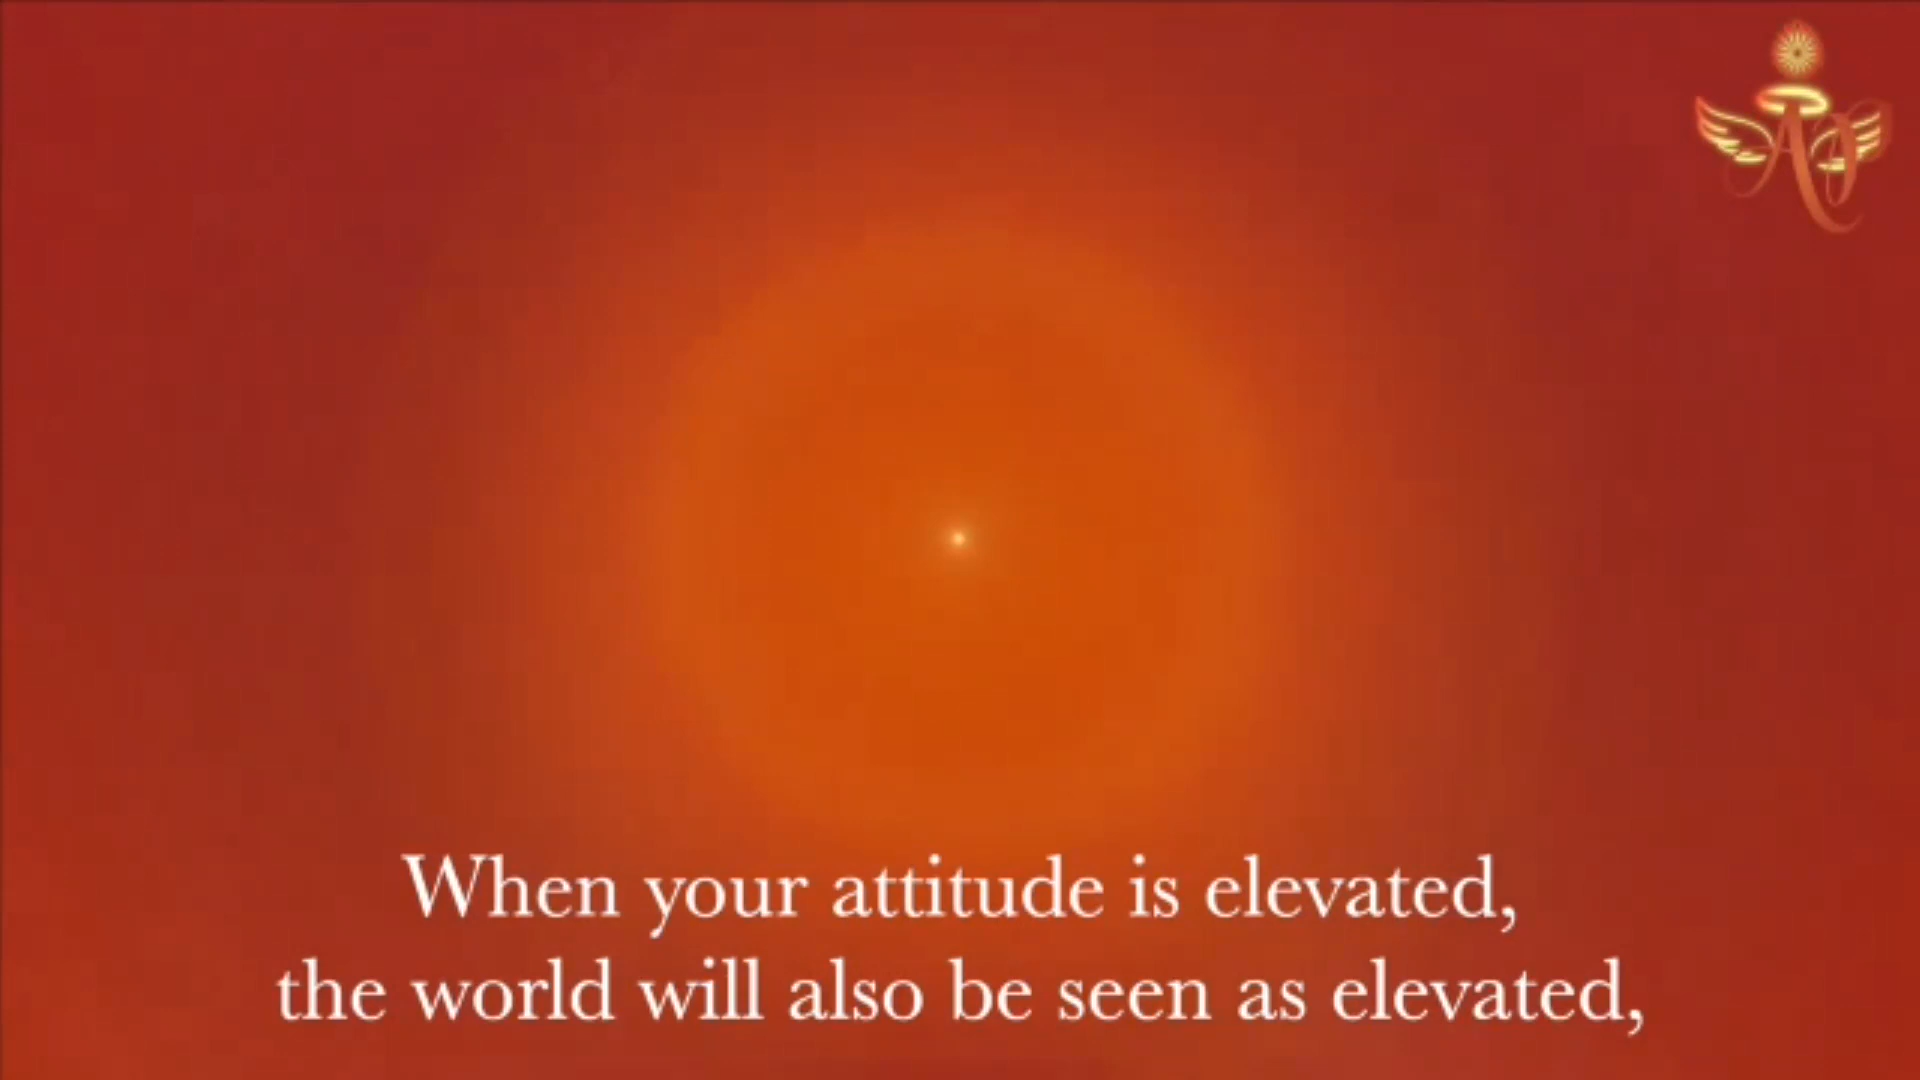 When your attitude is elevated,
the world will also be seen as elevated,